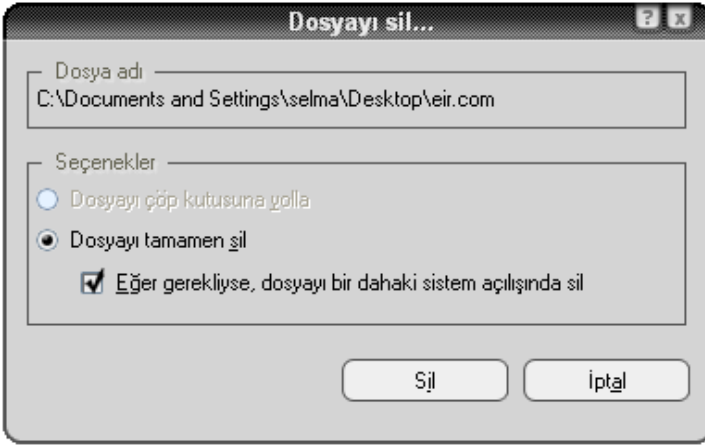 Dosyayı sil...
Dosya adı
C:\Documents and Settings\selma\Desktop\eir.com
Seçenekler
Dosyayı çöp kutusuna yolla
Dosyayı tamamen sil
Eğer gerekliyse, dosyayı bir dahaki sistem açılışında sil
Sil İptal